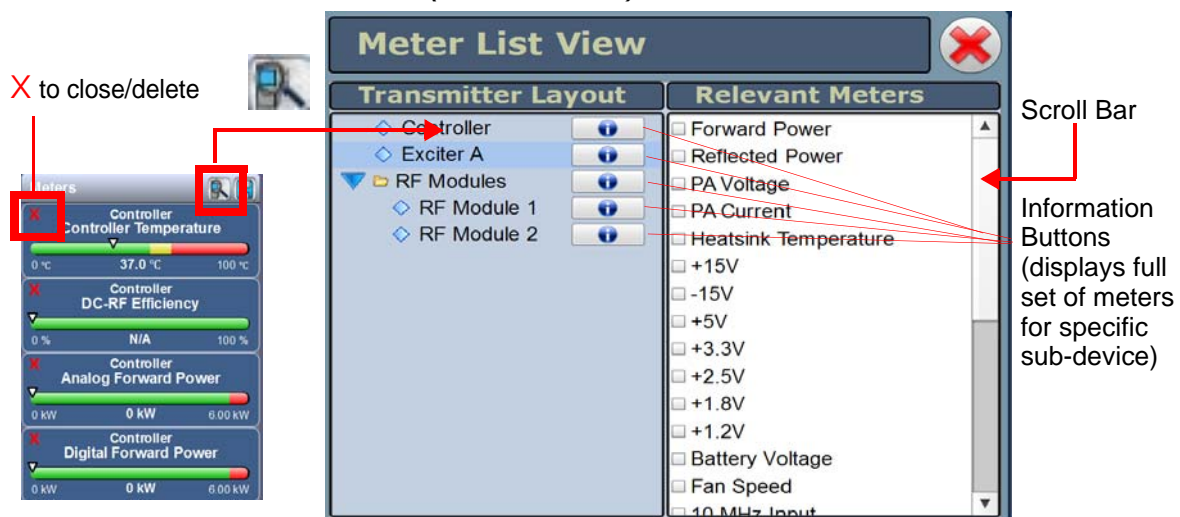 Meter List View
X to close/delete
Transmitter Layout
Relevant Meters
Controller
Exciter A
RF Modules
RF Module 1
RF Module 2
Forward Power
Reflected Power
PA Voltage
PA Current
Heatsink Temperature
+15V
-15V
+5V
+3.3V
+2.5V
+1.8V
+1.2V
Battery Voltage
Fan Speed
10 MHz Input
Scroll Bar
Information
Buttons
(displays full
set of meters
for specific
sub-device)
Meters
X Controller
Controller Temperature
0 °C 37.0 °C 100 °C
X Controller
DC-RF Efficiency
0 % N/A 100 %
X Controller
Analog Forward Power
0 kW 0 kW 6.00 kW
X Controller
Digital Forward Power
0 kW 0 kW 6.00 kW